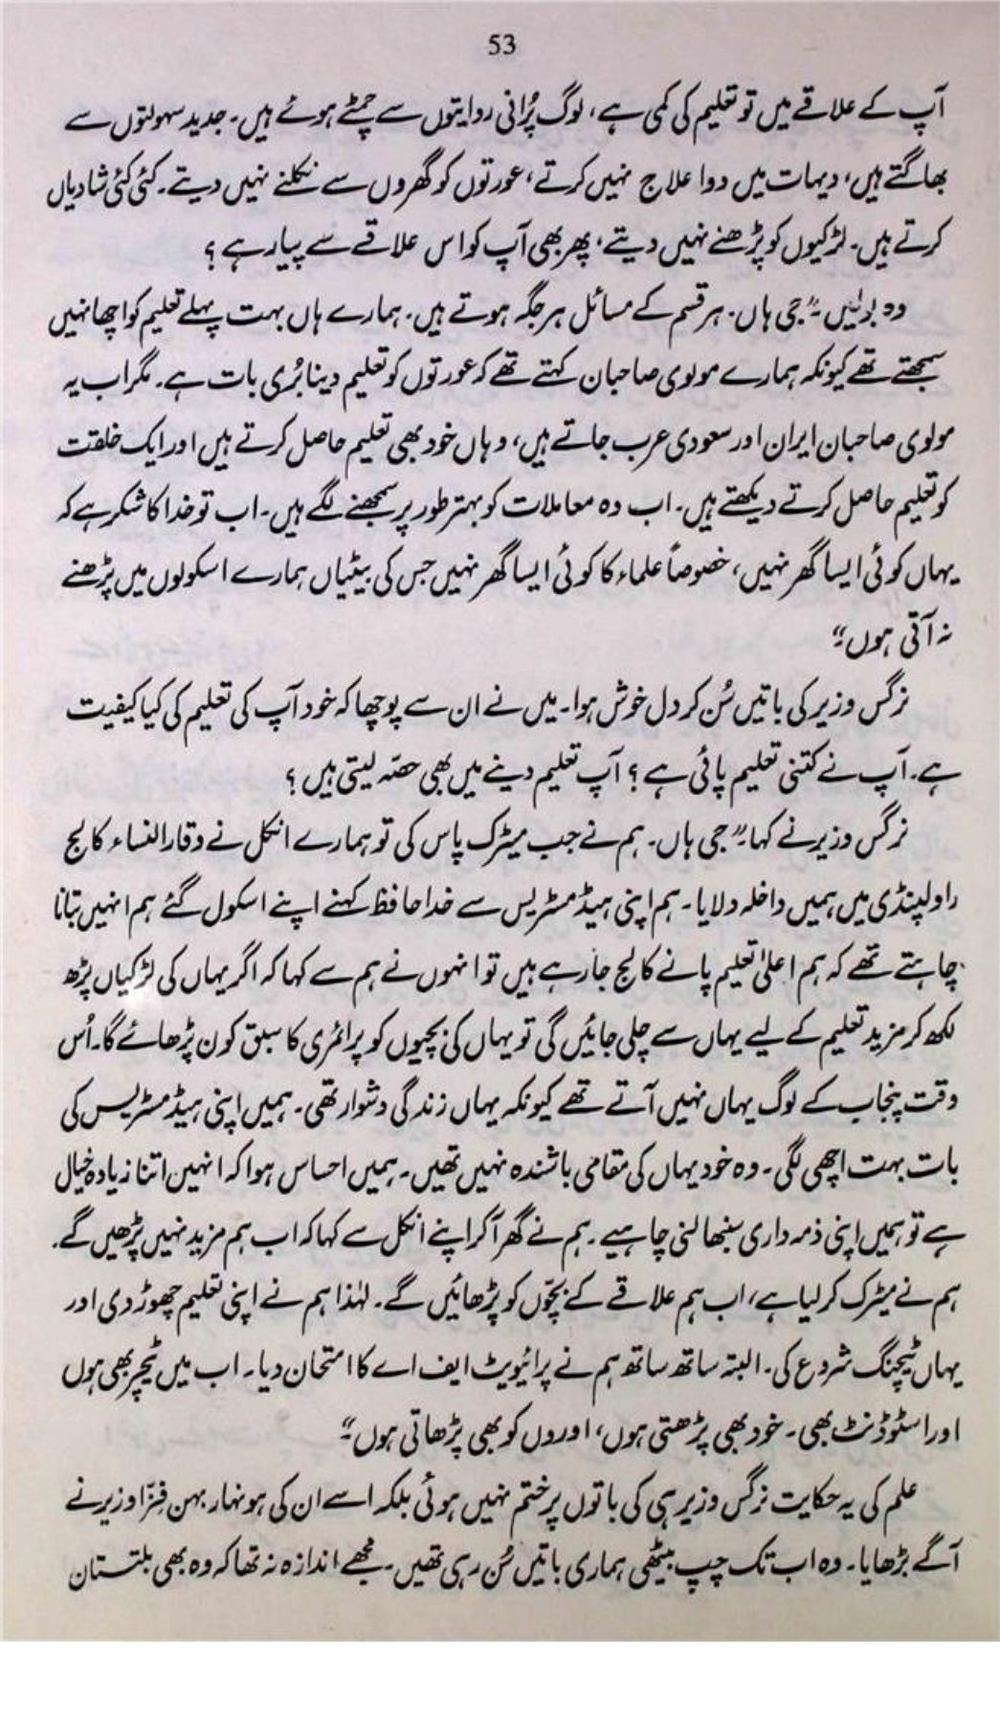 53
آپ کے علاقے میں تو تعلیم کی کمی ہے، لوگ پُرانی روایتوں سے چمٹے ہوئے ہیں۔ جدید سہولتوں سے
بھاگتے ہیں، دیہات میں دوا علاج نہیں کرتے، عورتوں کو گھروں سے نکلنے نہیں دیتے۔ کئی کئی شادیاں
کرتے ہیں۔ لڑکیوں کو پڑھنے نہیں دیتے، پھر بھی آپ کو اس علاقے سے پیار ہے؟
وہ بولیں۔ ”جی ہاں۔ ہر قسم کے مسائل ہر جگہ ہوتے ہیں۔ ہمارے ہاں بہت پہلے تعلیم کو اچھا نہیں
سمجھتے تھے کیونکہ ہمارے مولوی صاحبان کہتے تھے کہ عورتوں کو تعلیم دینا بُری بات ہے۔ مگر اب یہ
مولوی صاحبان ایران اور سعودی عرب جاتے ہیں، وہاں خود بھی تعلیم حاصل کرتے ہیں اور ایک خلقت
کو تعلیم حاصل کرتے دیکھتے ہیں۔ اب وہ معاملات کو بہتر طور پر سمجھنے لگے ہیں۔ اب تو خدا کا شکر ہے کہ
یہاں کوئی ایسا گھر نہیں، خصوصاً علماء کا کوئی ایسا گھر نہیں جس کی بیٹیاں ہمارے اسکولوں میں پڑھنے
نہ آتی ہوں“
نرگس وزیر کی باتیں سُن کر دل خوش ہوا۔ میں نے ان سے پوچھا کہ خود آپ کی تعلیم کی کیا کیفیت
ہے۔ آپ نے کتنی تعلیم پائی ہے؟ آپ تعلیم دینے میں بھی حصّہ لیتی ہیں؟
نرگس وزیر نے کہا۔ ”جی ہاں۔ ہم نے جب میٹرک پاس کی تو ہمارے انکل نے وقار النساء کالج
راولپنڈی میں ہمیں داخلہ دلایا۔ ہم اپنی ہیڈ مسٹریس سے خدا حافظ کہنے اپنے اسکول گئے ہم انہیں بتانا
چاہتے تھے کہ ہم اعلیٰ تعلیم پانے کالج جا رہے ہیں تو انہوں نے ہم سے کہا کہ اگر یہاں کی لڑکیاں پڑھ
لکھ کر مزید تعلیم کے لیے یہاں سے چلی جائیں گی تو یہاں کی بچیوں کو پرائمری کا سبق کون پڑھائے گا۔ اُس
وقت پنجاب کے لوگ یہاں نہیں آتے تھے کیونکہ یہاں زندگی دشوار تھی۔ ہمیں اپنی ہیڈ مسٹریس کی
بات بہت اچھی لگی۔ وہ خود یہاں کی مقامی باشندہ نہیں تھیں۔ ہمیں احساس ہوا کہ انہیں اتنا زیادہ خیال
ہے تو ہمیں اپنی ذمہ داری سنبھالنی چاہیے۔ ہم نے گھر آ کر اپنے انکل سے کہا کہ اب ہم مزید نہیں پڑھیں گے۔
ہم نے میٹرک کر لیا ہے، اب ہم علاقے کے بچّوں کو پڑھائیں گے۔ لہٰذا ہم نے اپنی تعلیم چھوڑ دی اور
یہاں ٹیچنگ شروع کی۔ البتہ ساتھ ساتھ ہم نے پرائیویٹ ایف اے کا امتحان دیا۔ اب میں ٹیچر بھی ہوں
اور اسٹوڈنٹ بھی۔ خود بھی پڑھتی ہوں، اوروں کو بھی پڑھاتی ہوں“
علم کی یہ حکایت نرگس وزیر ہی کی باتوں پر ختم نہیں ہوئی بلکہ اسے ان کی ہونہار بہن فِزّا وزیر نے
آگے بڑھایا۔ وہ اب تک چپ بیٹھی ہماری باتیں سُن رہی تھیں۔ مجھے اندازہ نہ تھا کہ وہ بھی بلتستان